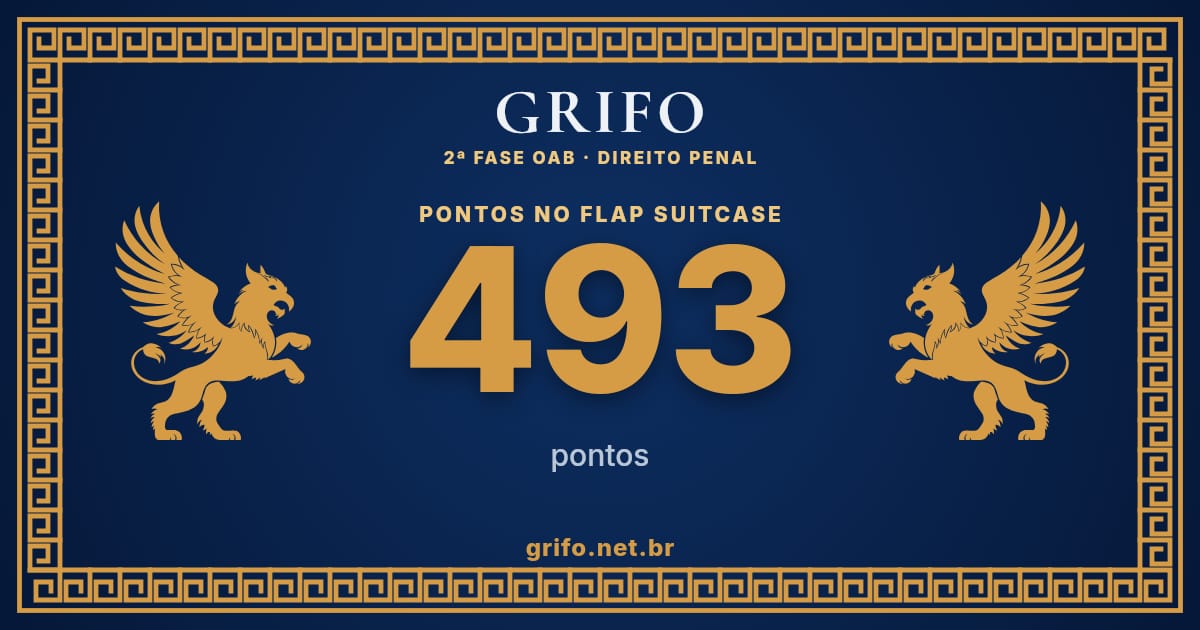 GRIFO
2ª FASE OAB · DIREITO PENAL
PONTOS NO FLAP SUITCASE
493
pontos
grifo.net.br